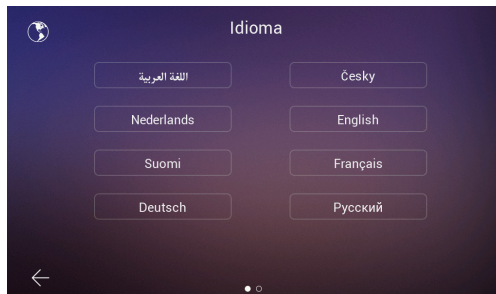 Idioma
اللغة العربية
Česky
Nederlands
English
Suomi
Français
Deutsch
Русский